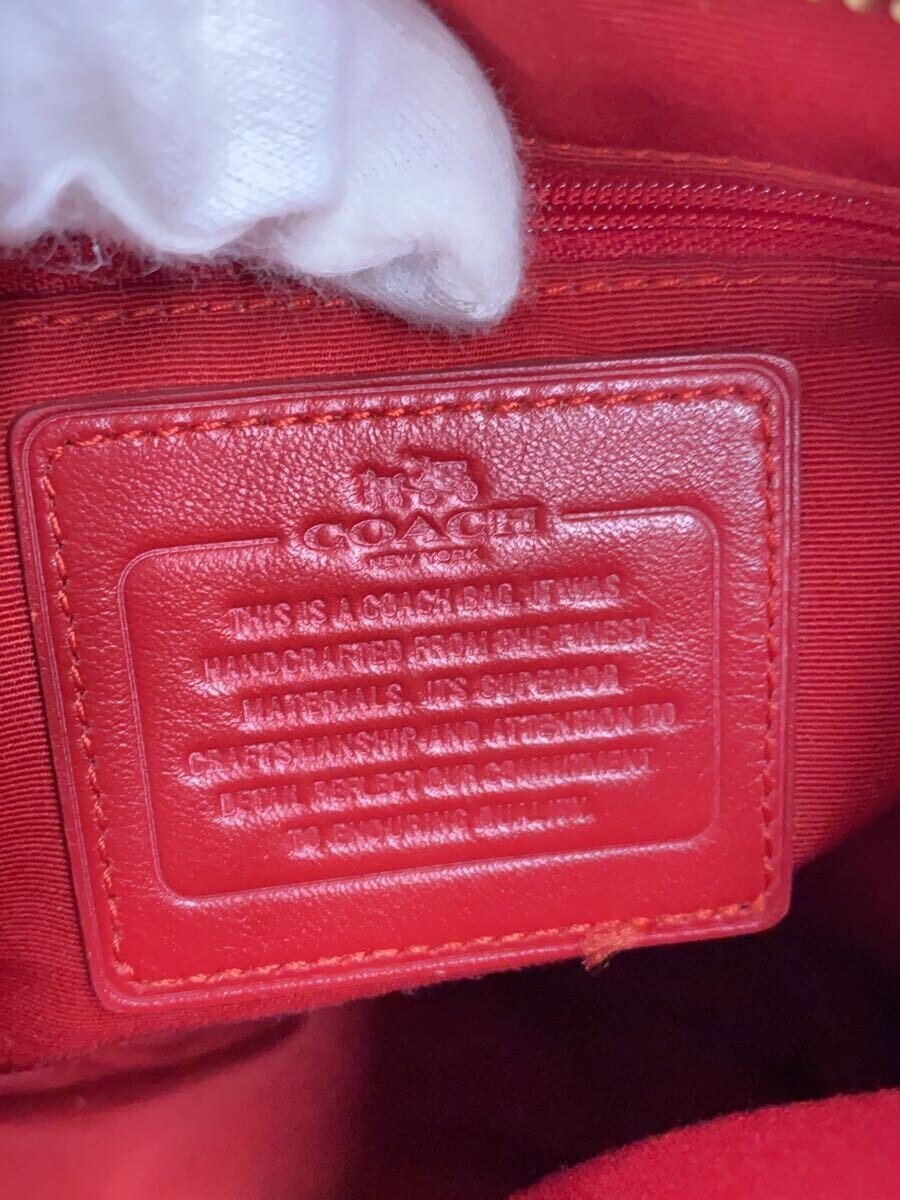 COACH
NEW YORK
THIS IS A COACH BAG. IT WAS
HANDCRAFTED FROM THE FINEST
MATERIALS. ITS SUPERIOR
CRAFTSMANSHIP AND ATTENTION TO
DETAIL REFLECT OUR COMMITMENT
TO ENDURING QUALITY.